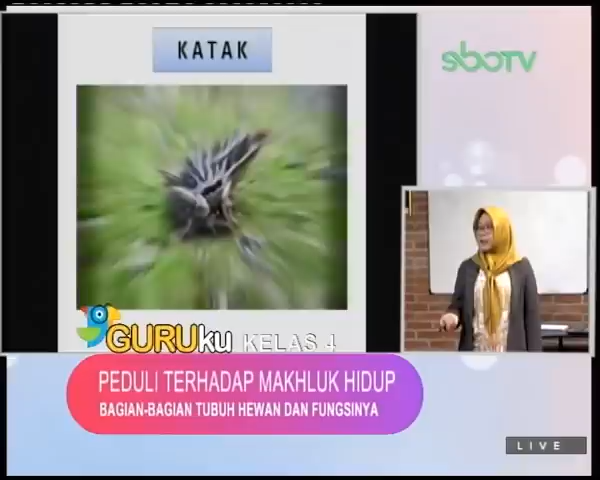 KATAK
sbotv
GURUku KELAS 4
PEDULI TERHADAP MAKHLUK HIDUP
BAGIAN-BAGIAN TUBUH HEWAN DAN FUNGSINYA
LIVE